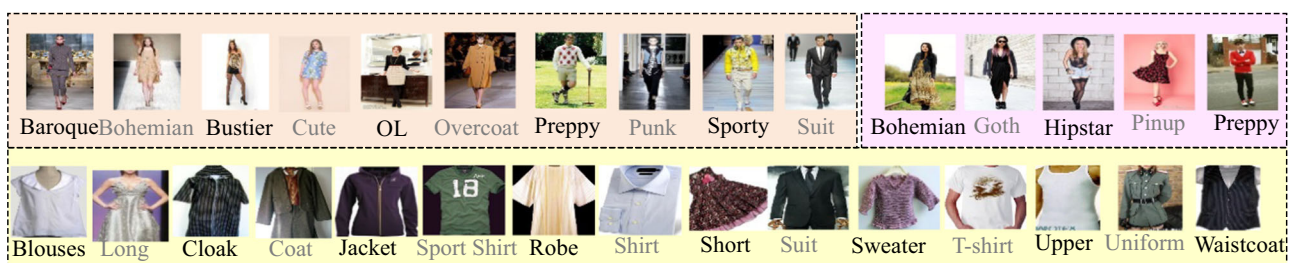 Baroque Bohemian Bustier Cute OL Overcoat Preppy Punk Sporty Suit
Bohemian Goth Hipstar Pinup Preppy
18
Blouses Long Cloak Coat Jacket Sport Shirt Robe Shirt Short Suit Sweater T-shirt Upper Uniform Waistcoat